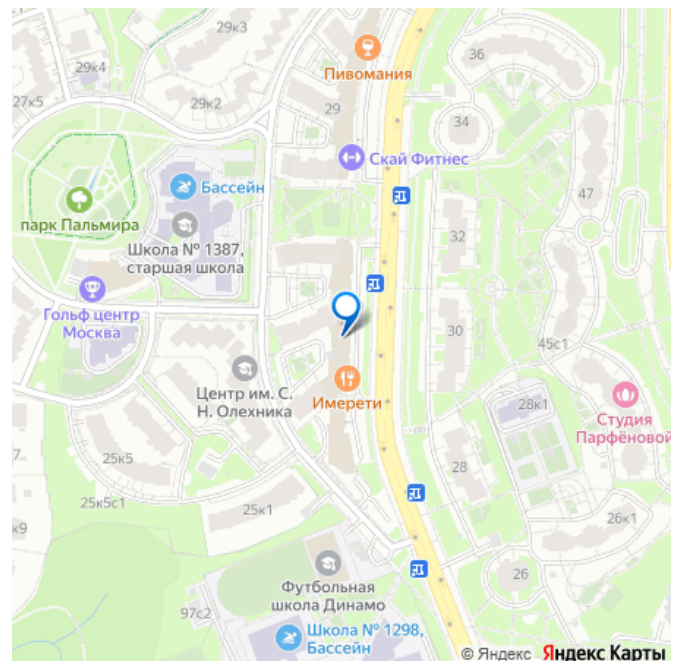 29к3
36
Пивомания
29к4
27к5
29к2
29
34
Скай Фитнес
Бассейн
47
парк Пальмира
Школа № 1387,
старшая школа
32
Гольф центр
Москва
30
45с1
Центр им. С.
Н. Олехника
Имерети
28к1
Студия
Парфёновой
7
25к5
28
25к5с1
25к1
к9
26к1
26
Футбольная
школа Динамо
97с2
Школа № 1298,
Бассейн
© Яндекс Яндекс Карты